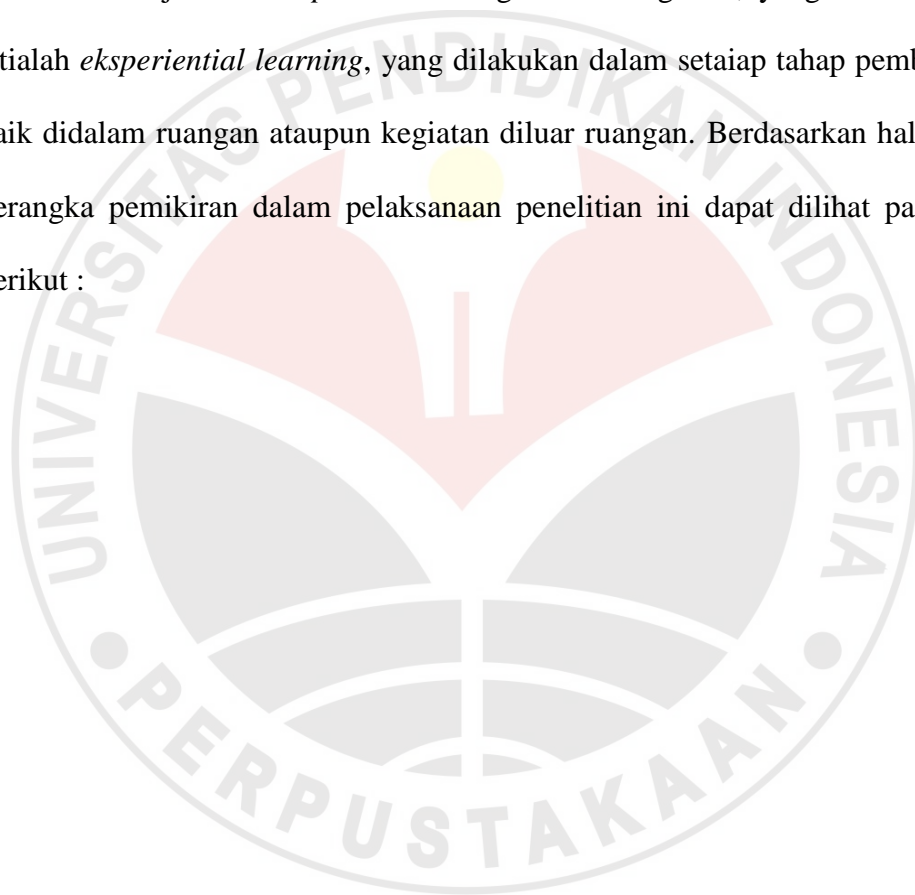 tialah eksperiential learning, yang dilakukan dalam setaiap tahap pemb
aik didalam ruangan ataupun kegiatan diluar ruangan. Berdasarkan hal
erangka pemikiran dalam pelaksanaan penelitian ini dapat dilihat pa
erikut :
UNIVERSITAS PENDIDIKAN INDONESIA
PERPUSTAKAAN